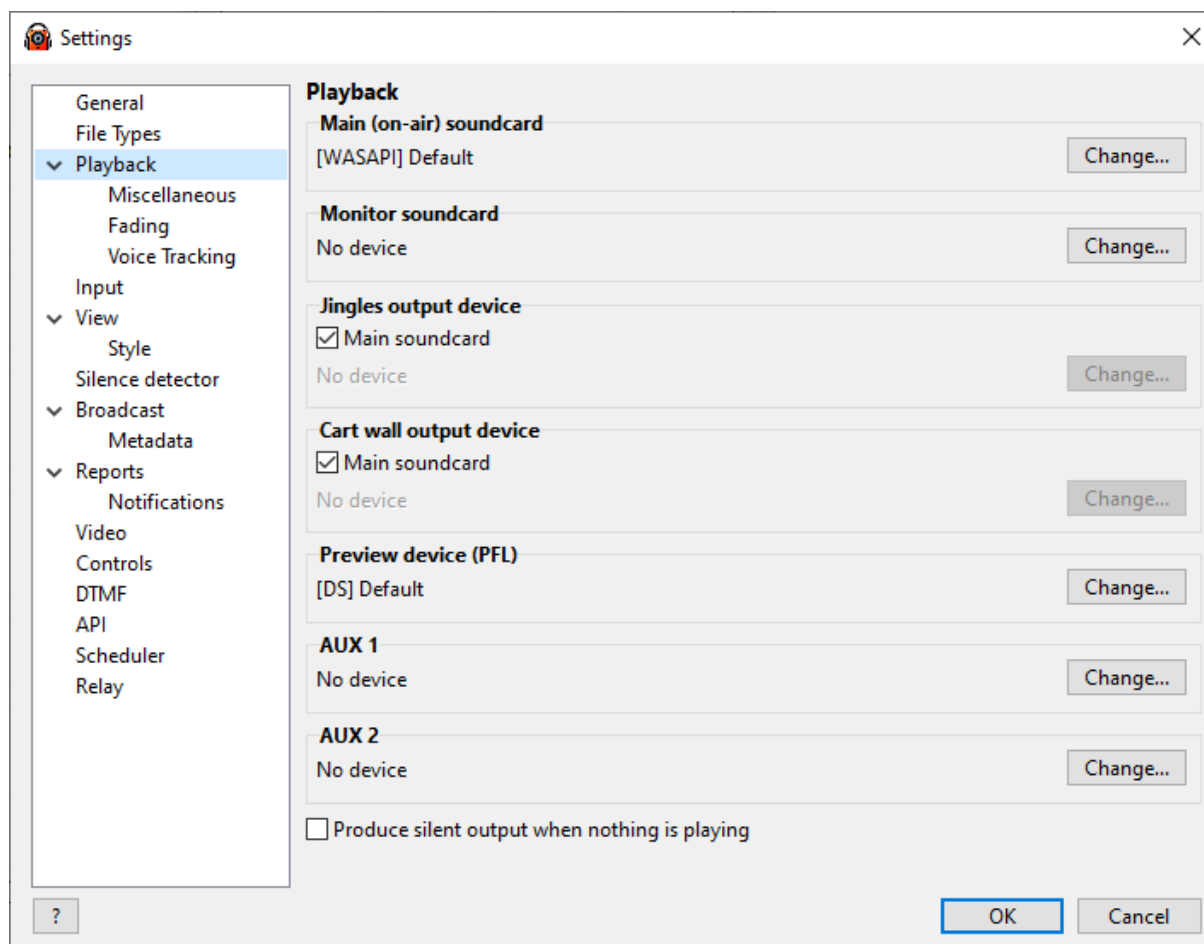 Settings
General
File Types
Playback
Miscellaneous
Fading
Voice Tracking
Input
View
Style
Silence detector
Broadcast
Metadata
Reports
Notifications
Video
Controls
DTMF
API
Scheduler
Relay
Playback
Main (on-air) soundcard
[WASAPI] Default
Change...
Monitor soundcard
No device
Change...
Jingles output device
Main soundcard
No device
Change...
Cart wall output device
Main soundcard
No device
Change...
Preview device (PFL)
[DS] Default
Change...
AUX 1
No device
Change...
AUX 2
No device
Change...
Produce silent output when nothing is playing
?
OK
Cancel